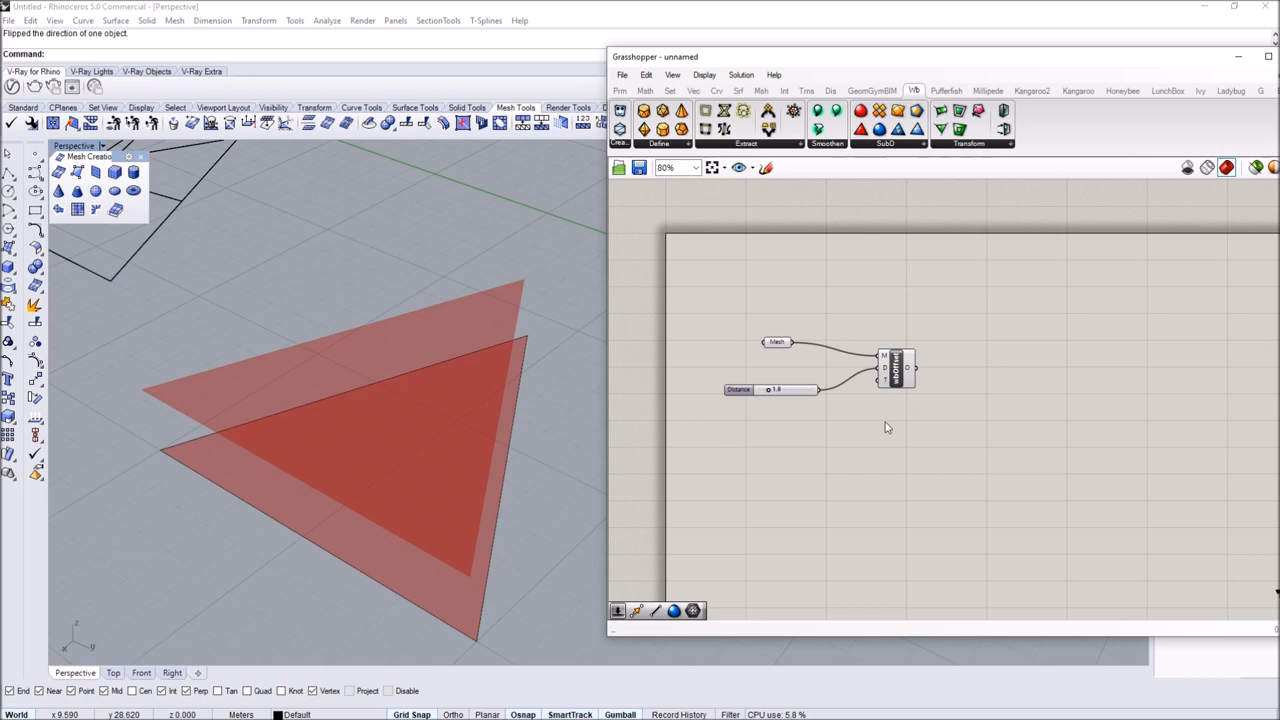 Untitled - Rhinoceros 5.0 Commercial - [Perspective]
File Edit View Curve Surface Solid Mesh Dimension Transform Tools Analyze Render Panels SectionTools T-Splines Help
Flipped the direction of one object.
Command:
V-Ray for Rhino V-Ray Lights V-Ray Objects V-Ray Extra
Standard CPlanes Set View Display Select Viewport Layout Visibility Transform Curve Tools Surface Tools Solid Tools Mesh Tools Render Tools
Perspective
Mesh Creatio
Grasshopper - unnamed
File Edit View Display Solution Help
Prm Math Set Vec Crv Srf Msh Int Trns Dis GeomGymBIM Wb Pufferfish Millipede Kangaroo2 Kangaroo Honeybee LunchBox Ivy Ladybug G
Crea... Define Extract Smoothen SubD Transform
80%
Mesh
Distance 1.8
M
D
T
wbOffset
O
Perspective Top Front Right
End Near Point Mid Cen Int Perp Tan Quad Knot Vertex Project Disable
World x 9.590 y 28.620 z 0.000 Meters Default Grid Snap Ortho Planar Osnap SmartTrack Gumball Record History Filter CPU use: 5.8 %
z
x
y